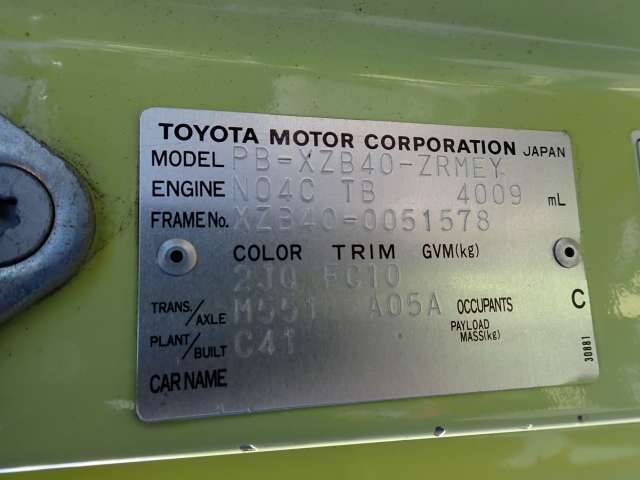 TOYOTA MOTOR CORPORATION JAPAN
MODEL PB-XZB40-ZRMEY
ENGINE N04C TB 4009 mL
FRAME No. XZB40-0051578
COLOR TRIM GVM(kg)
2J0 FC10
TRANS./AXLE M551 A05A OCCUPANTS C
PAYLOAD MASS(kg)
PLANT/BUILT C41
CAR NAME
30881